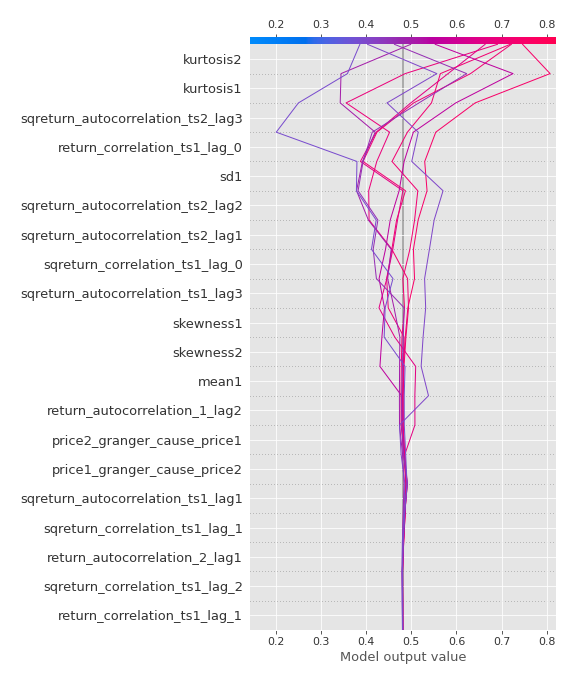 0.2 0.3 0.4 0.5 0.6 0.7 0.8
kurtosis2
kurtosis1
sqreturn_autocorrelation_ts2_lag3
return_correlation_ts1_lag_0
sd1
sqreturn_autocorrelation_ts2_lag2
sqreturn_autocorrelation_ts2_lag1
sqreturn_correlation_ts1_lag_0
sqreturn_autocorrelation_ts1_lag3
skewness1
skewness2
mean1
return_autocorrelation_1_lag2
price2_granger_cause_price1
price1_granger_cause_price2
sqreturn_autocorrelation_ts1_lag1
sqreturn_correlation_ts1_lag_1
return_autocorrelation_2_lag1
sqreturn_correlation_ts1_lag_2
return_correlation_ts1_lag_1
0.2 0.3 0.4 0.5 0.6 0.7 0.8
Model output value